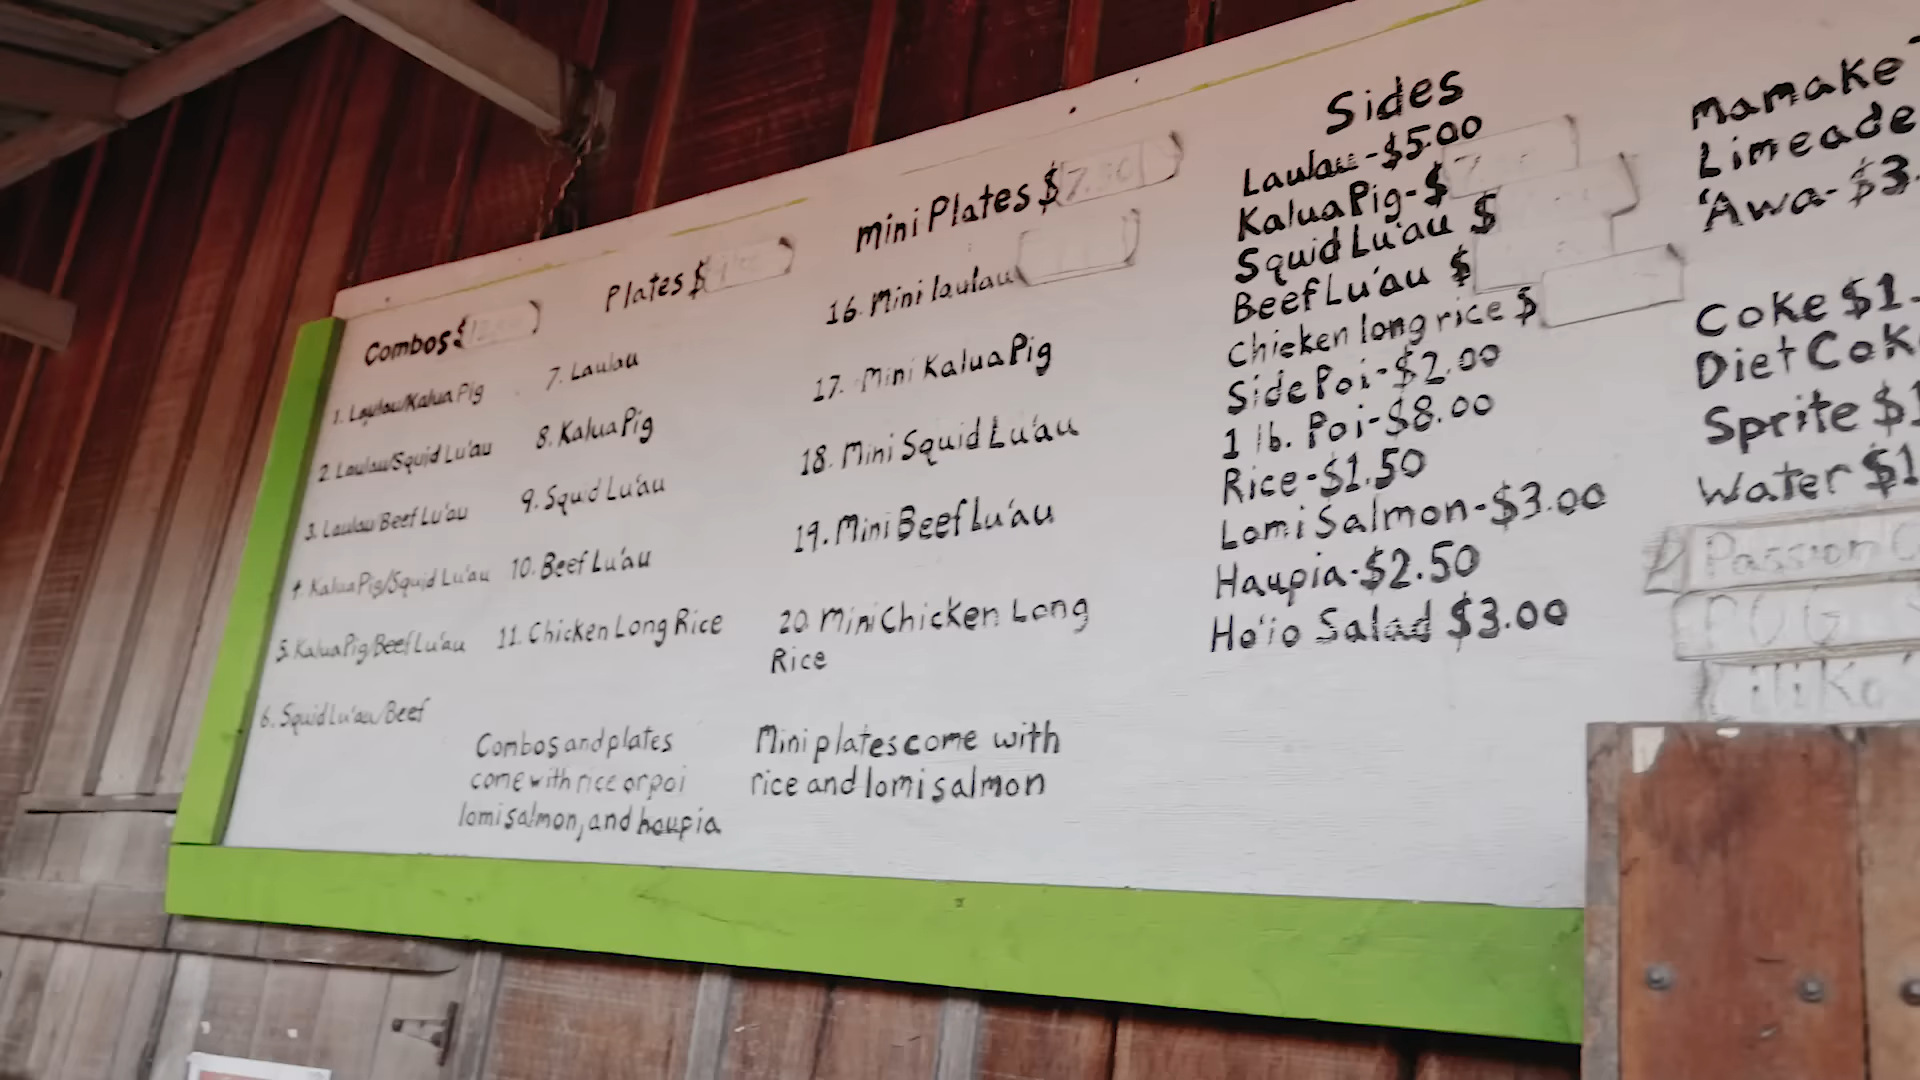 Combos $
1. Laulau/Kalua Pig
2. Laulau/Squid Lu'au
3. Laulau/Beef Lu'au
4. Kalua Pig/Squid Lu'au
5. Kalua Pig/Beef Lu'au
6. Squid Lu'au/Beef
Plates $
7. Laulau
8. Kalua Pig
9. Squid Lu'au
10. Beef Lu'au
11. Chicken Long Rice
Combos and plates
come with rice or poi
lomi salmon, and haupia
Mini Plates $
16. Mini laulau
17. Mini Kalua Pig
18. Mini Squid Lu'au
19. Mini Beef Lu'au
20. Mini Chicken Long
Rice
Mini plates come with
rice and lomi salmon
Sides
Laulau - $5.00
Kalua Pig - $
Squid Lu'au $
Beef Lu'au $
Chicken long rice $
Side Poi - $2.00
1 lb. Poi - $8.00
Rice - $1.50
Lomi Salmon - $3.00
Haupia - $2.50
Ho'io Salad $3.00
Mamake
Limeade
'Awa - $3.
Coke $1.
Diet Coke
Sprite $1
Water $1
Passion
POG